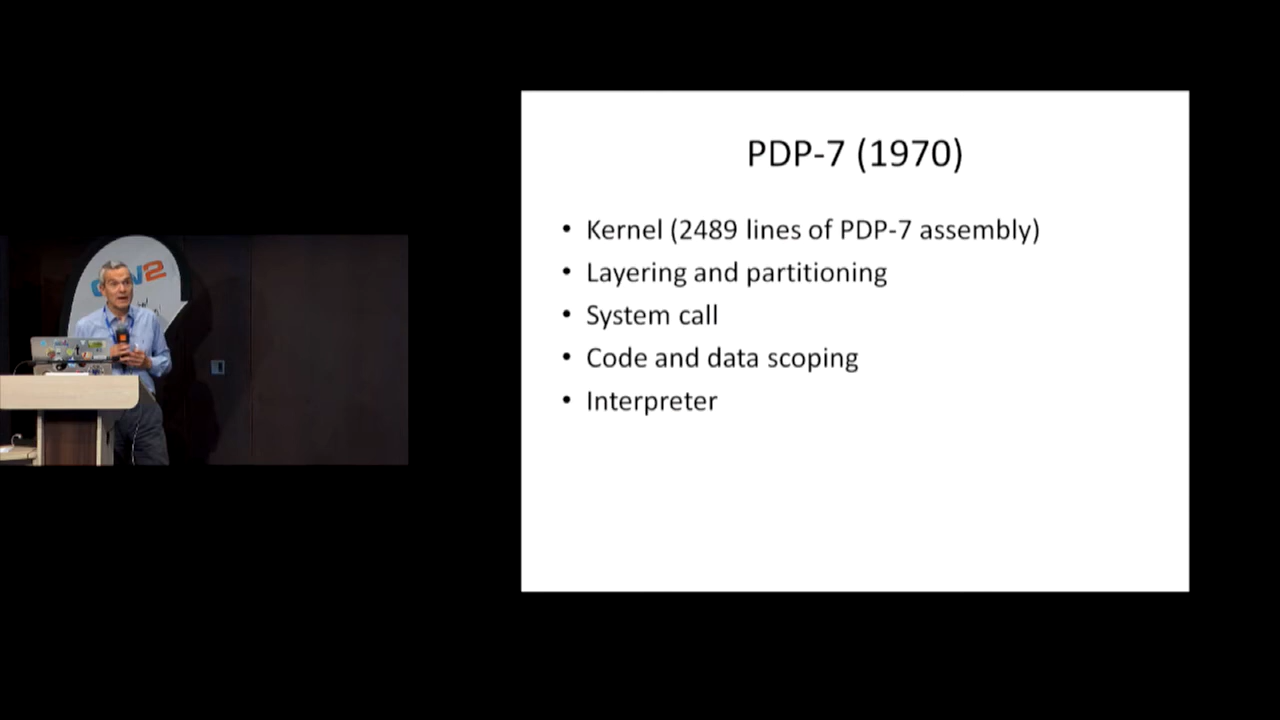 PDP-7 (1970)
• Kernel (2489 lines of PDP-7 assembly)
• Layering and partitioning
• System call
• Code and data scoping
• Interpreter